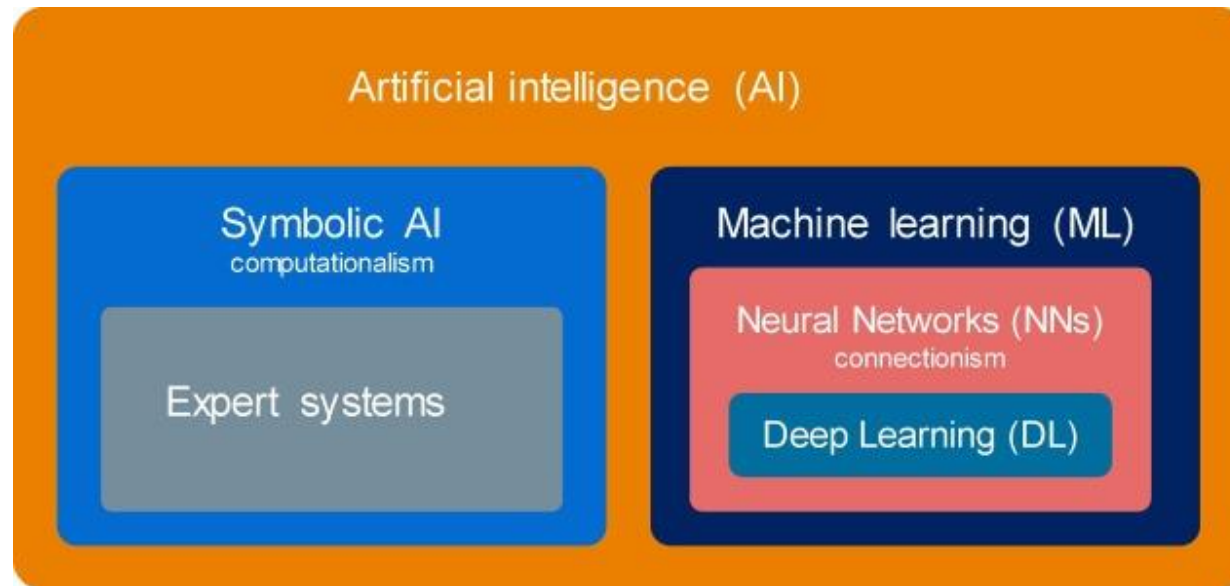 Artificial intelligence (AI)
Symbolic AI
computationalism
Expert systems
Machine learning (ML)
Neural Networks (NNs)
connectionism
Deep Learning (DL)